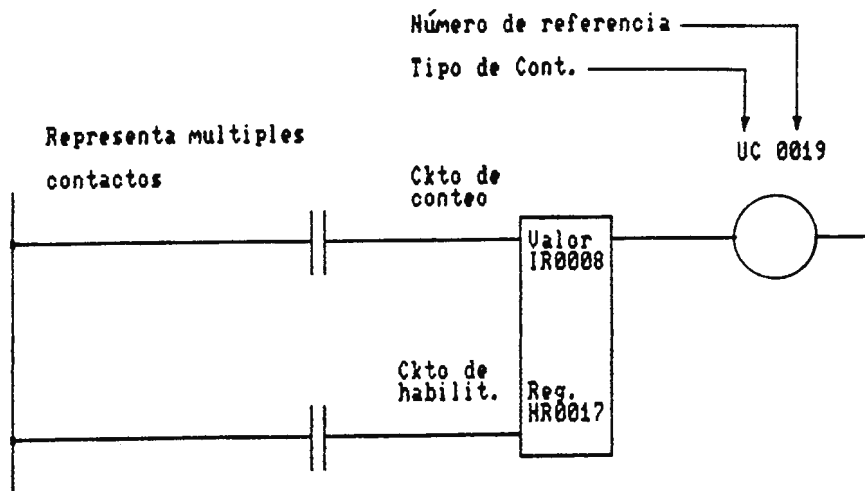 Número de referencia
Tipo de Cont.
Representa multiples
contactos
UC 0019
Ckto de
conteo
Valor
IR0008
Ckto de
habilit.
Reg.
HR0017